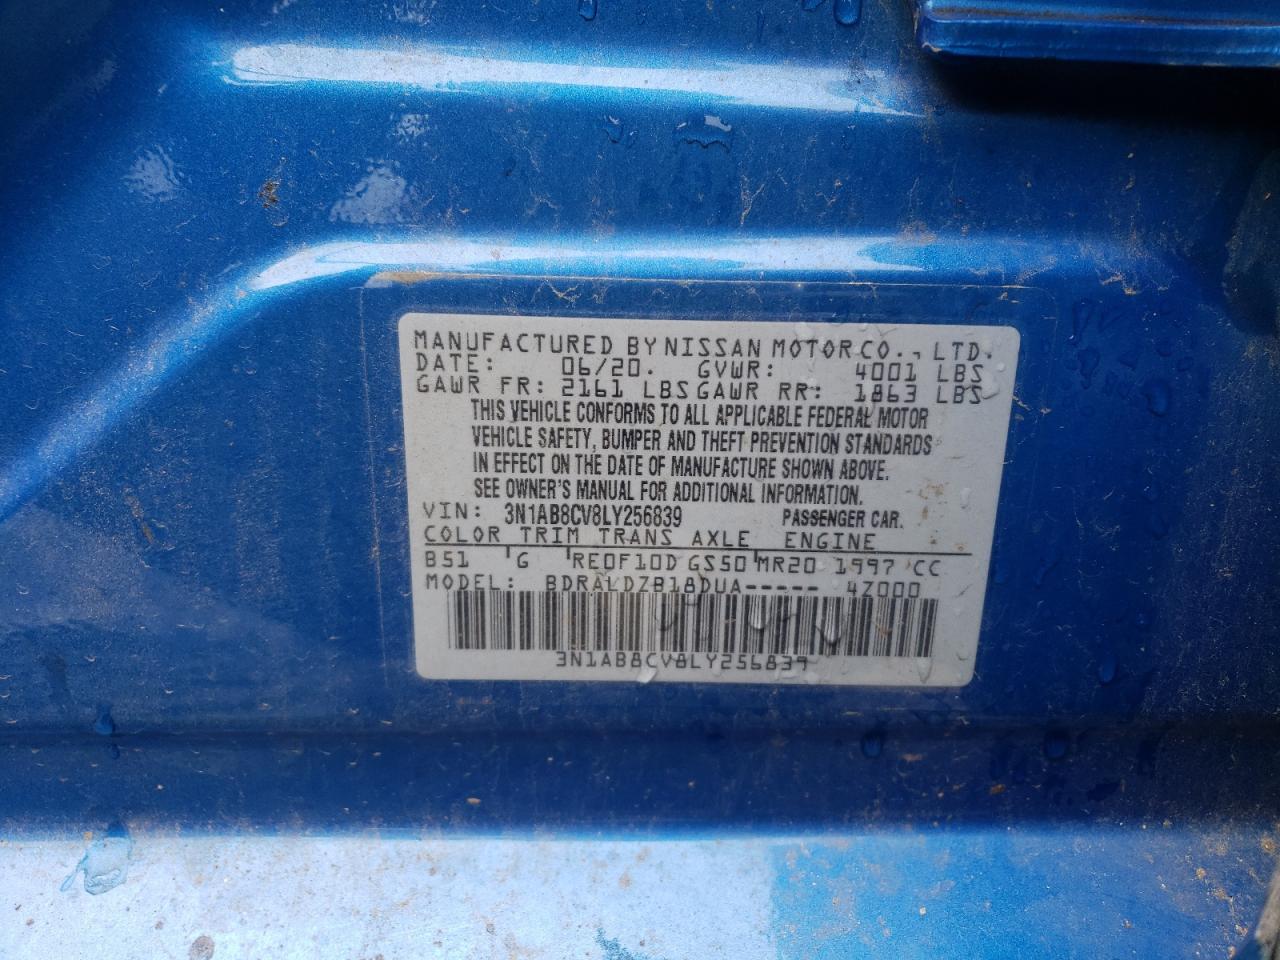 MANUFACTURED BY NISSAN MOTOR CO., LTD.
DATE: 06/20. GVWR: 4001 LBS
GAWR FR: 2161 LBS GAWR RR: 1863 LBS
THIS VEHICLE CONFORMS TO ALL APPLICABLE FEDERAL MOTOR
VEHICLE SAFETY, BUMPER AND THEFT PREVENTION STANDARDS
IN EFFECT ON THE DATE OF MANUFACTURE SHOWN ABOVE.
SEE OWNER'S MANUAL FOR ADDITIONAL INFORMATION.
VIN: 3N1AB8CV8LY256839 PASSENGER CAR.
COLOR TRIM TRANS AXLE ENGINE
B51 G RE0F10D GS50 MR20 1997 CC
MODEL: BDRALDZB18DUA----- 4Z000
3N1AB8CV8LY256839